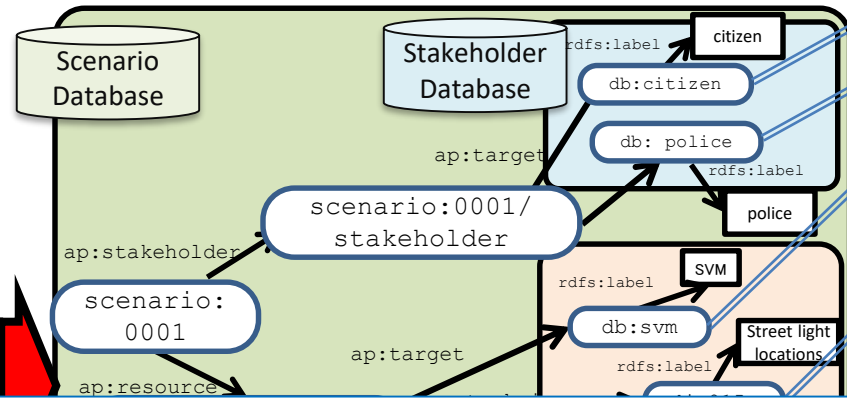 Scenario
Database
Stakeholder
Database
rdfs:label
citizen
db:citizen
db: police
ap:target
rdfs:label
police
scenario:0001/
stakeholder
ap:stakeholder
rdfs:label
SVM
scenario:
0001
db:svm
Street light
locations
ap:target
rdfs:label
ap:resource